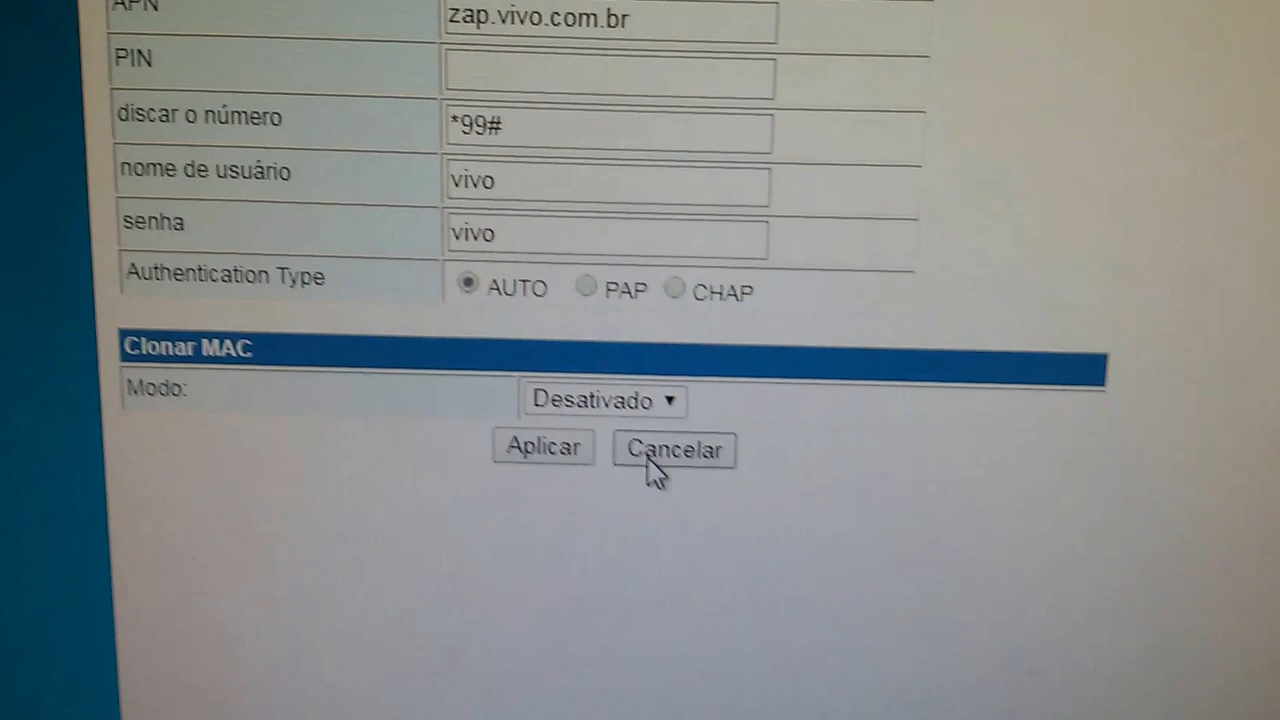 APN zap.vivo.com.br
PIN
discar o número *99#
nome de usuário vivo
senha vivo
Authentication Type AUTO PAP CHAP
Clonar MAC
Modo: Desativado
Aplicar Cancelar